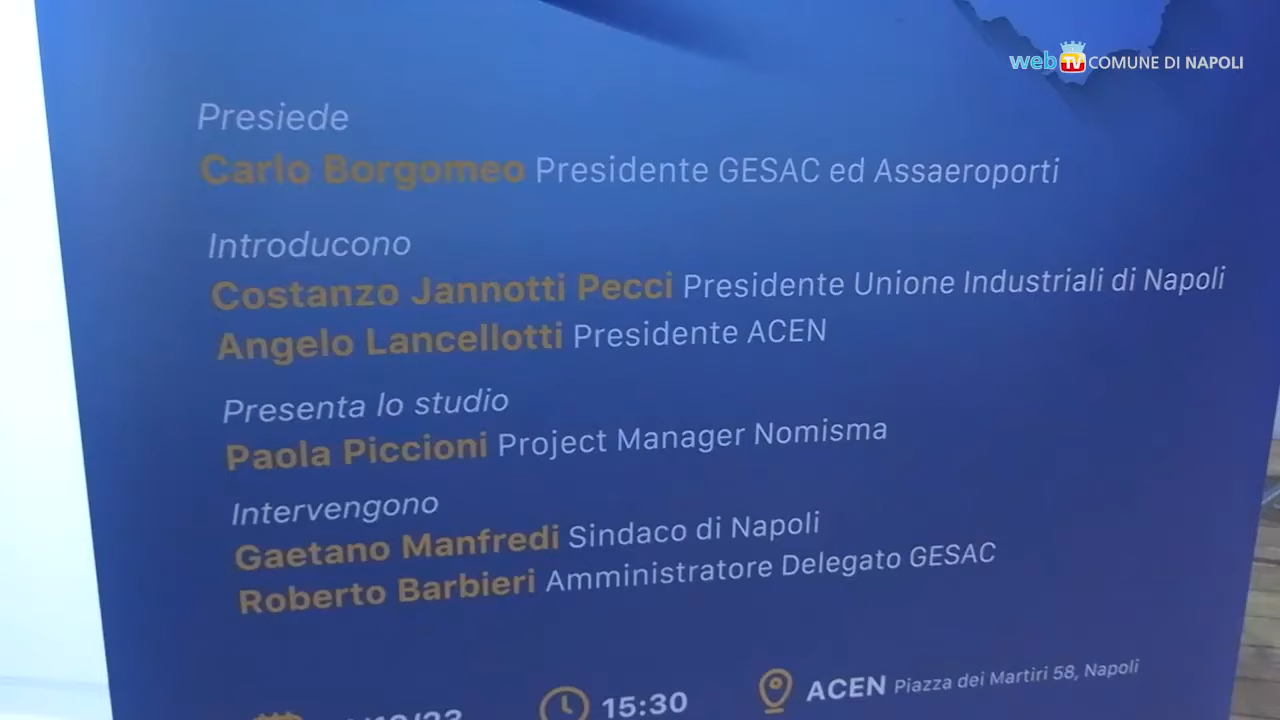 web TV COMUNE DI NAPOLI
Presiede
Carlo Borgomeo Presidente GESAC ed Assaeroporti
Introducono
Costanzo Jannotti Pecci Presidente Unione Industriali di Napoli
Angelo Lancellotti Presidente ACEN
Presenta lo studio
Paola Piccioni Project Manager Nomisma
Intervengono
Gaetano Manfredi Sindaco di Napoli
Roberto Barbieri Amministratore Delegato GESAC
15:30
ACEN Piazza dei Martiri 58, Napoli